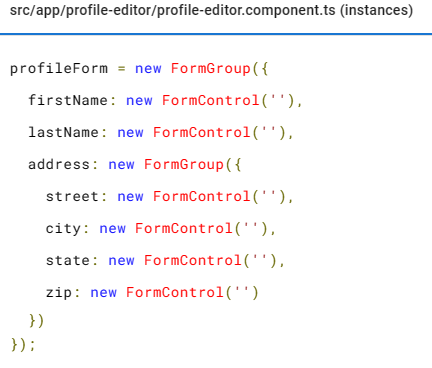 src/app/profile-editor/profile-editor.component.ts (instances)
profileForm = new FormGroup({
  firstName: new FormControl(''),
  lastName: new FormControl(''),
  address: new FormGroup({
    street: new FormControl(''),
    city: new FormControl(''),
    state: new FormControl(''),
    zip: new FormControl('')
  })
});